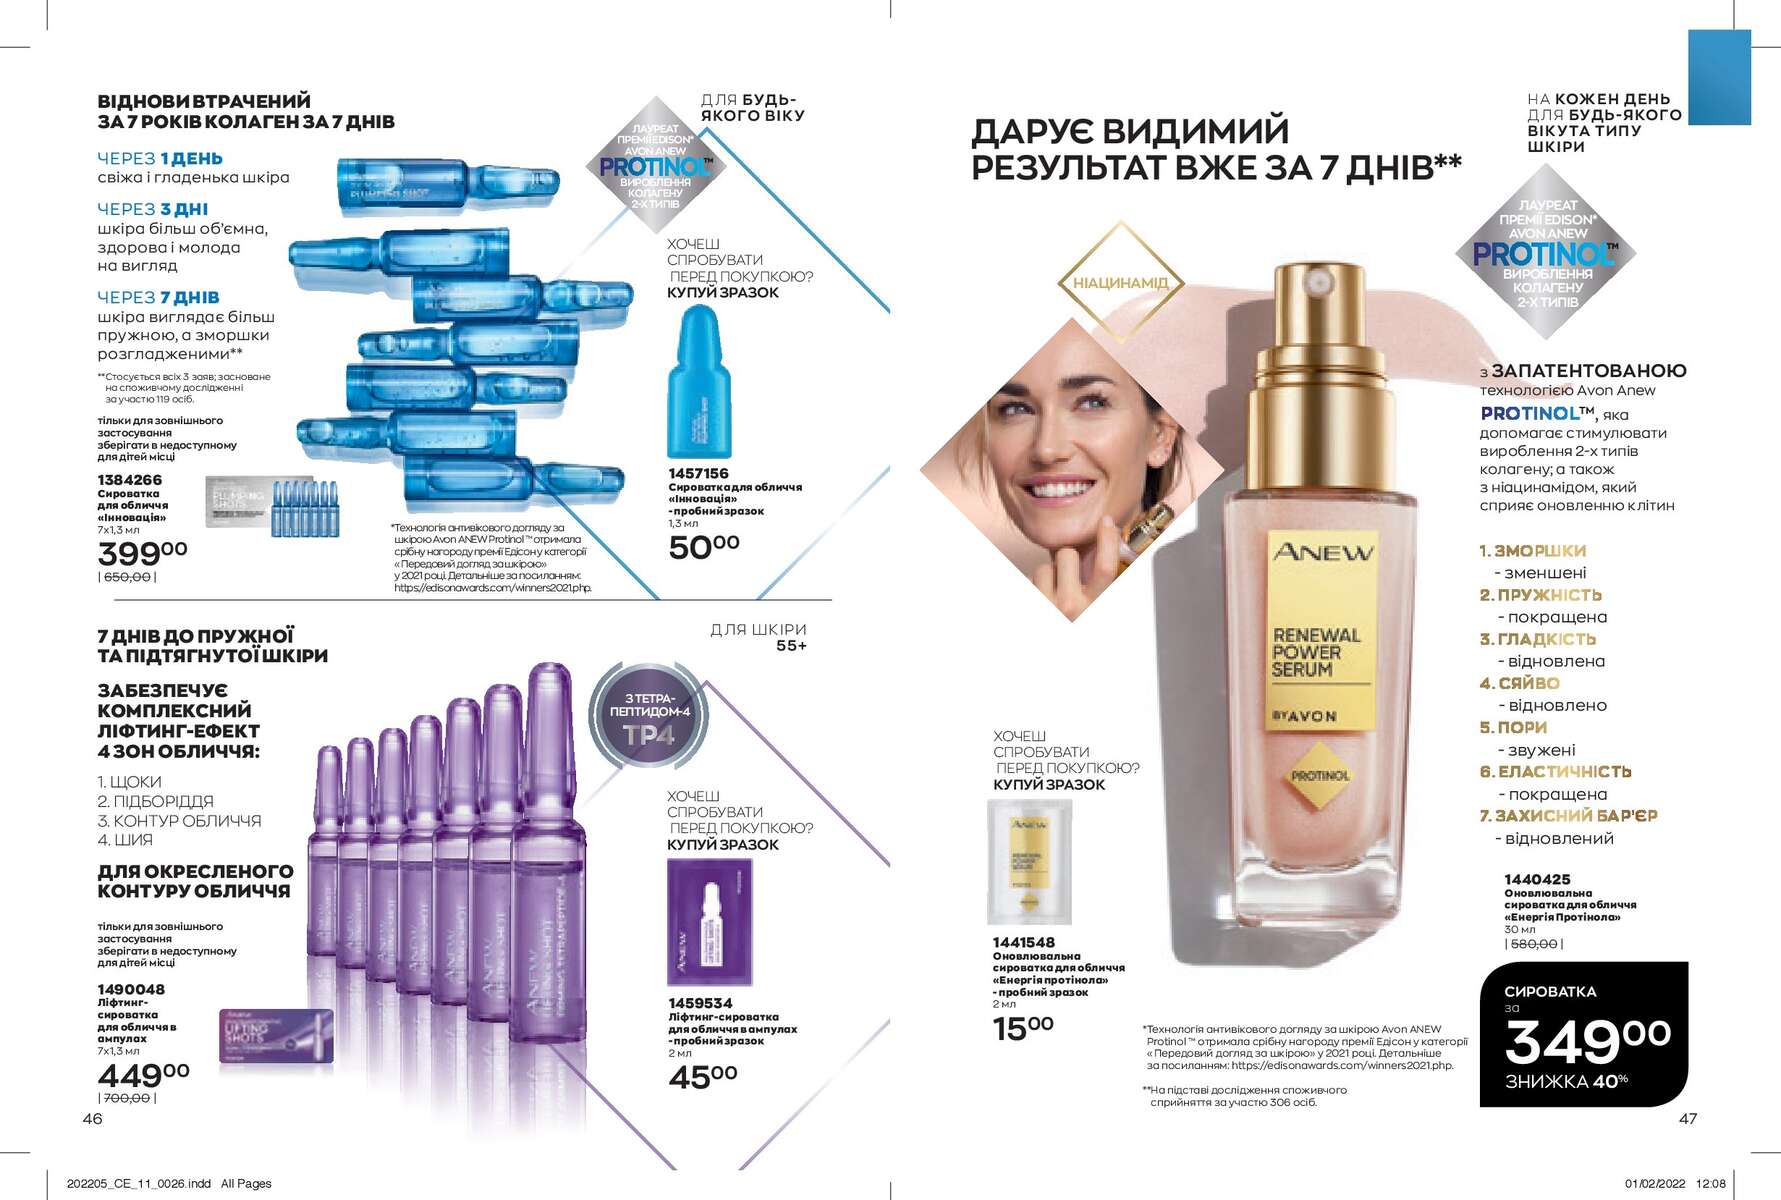 ВІДНОВИ ВТРАЧЕНИЙ
ЗА 7 РОКІВ КОЛАГЕН ЗА 7 ДНІВ
ЧЕРЕЗ 1 ДЕНЬ
свіжа і гладенька шкіра
ЧЕРЕЗ 3 ДНІ
шкіра більш об'ємна,
здорова і молода
на вигляд
ЧЕРЕЗ 7 ДНІВ
шкіра виглядає більш
пружною, а зморшки
розгладженими**
**Стосується всіх 3 заяв; засноване
на споживчому дослідженні
за участю 119 осіб.
тільки для зовнішнього
застосування
зберігати в недоступному
для дітей місці
1384266
Сироватка
для обличчя
«Інновація»
7х1,3 мл
39900
| 650,00 |
PLUMPING
SHOTS
ДЛЯ БУДЬ-
ЯКОГО ВІКУ
ЛАУРЕАТ
ПРЕМІЇ EDISON*
AVON ANEW
PROTINOL™
ВИРОБЛЕННЯ
КОЛАГЕНУ
2-Х ТИПІВ
ХОЧЕШ
СПРОБУВАТИ
ПЕРЕД ПОКУПКОЮ?
КУПУЙ ЗРАЗОК
1457156
Сироватка для обличчя
«Інновація»
- пробний зразок
1,3 мл
5000
*Технологія антивікового догляду за
шкірою Avon ANEW Protinol ™ отримала
срібну нагороду премії Едісон у категорії
«Передовий догляд за шкірою»
у 2021 році. Детальніше за посиланням:
https://edisonawards.com/winners2021.php.
7 ДНІВ ДО ПРУЖНОЇ
ТА ПІДТЯГНУТОЇ ШКІРИ
ЗАБЕЗПЕЧУЄ
КОМПЛЕКСНИЙ
ЛІФТИНГ-ЕФЕКТ
4 ЗОН ОБЛИЧЧЯ:
1. ЩОКИ
2. ПІДБОРІДДЯ
3. КОНТУР ОБЛИЧЧЯ
4. ШИЯ
ДЛЯ ОКРЕСЛЕНОГО
КОНТУРУ ОБЛИЧЧЯ
тільки для зовнішнього
застосування
зберігати в недоступному
для дітей місці
1490048
Ліфтинг-
сироватка
для обличчя в
ампулах
7х1,3 мл
44900
| 700,00 |
LIFTING
SHOTS
ДЛЯ ШКІРИ
55+
З ТЕТРА-
ПЕПТИДОМ-4
TP4
ХОЧЕШ
СПРОБУВАТИ
ПЕРЕД ПОКУПКОЮ?
КУПУЙ ЗРАЗОК
ANEW
1459534
Ліфтинг-сироватка
для обличчя в ампулах
- пробний зразок
2 мл
4500
46
ДАРУЄ ВИДИМИЙ
РЕЗУЛЬТАТ ВЖЕ ЗА 7 ДНІВ**
НА КОЖЕН ДЕНЬ
ДЛЯ БУДЬ-ЯКОГО
ВІКУ ТА ТИПУ
ШКІРИ
ЛАУРЕАТ
ПРЕМІЇ EDISON*
AVON ANEW
PROTINOL™
ВИРОБЛЕННЯ
КОЛАГЕНУ
2-Х ТИПІВ
НІАЦИНАМІД
ANEW
RENEWAL
POWER
SERUM
BY AVON
PROTINOL
з ЗАПАТЕНТОВАНОЮ
технологією Avon Anew
PROTINOL™, яка
допомагає стимулювати
вироблення 2-х типів
колагену; а також
з ніацинамідом, який
сприяє оновленню клітин
1. ЗМОРШКИ
- зменшені
2. ПРУЖНІСТЬ
- покращена
3. ГЛАДКІСТЬ
- відновлена
4. СЯЙВО
- відновлено
5. ПОРИ
- звужені
6. ЕЛАСТИЧНІСТЬ
- покращена
7. ЗАХИСНИЙ БАР'ЄР
- відновлений
1440425
Оновлювальна
сироватка для обличчя
«Енергія Протінола»
30 мл
| 580,00 |
СИРОВАТКА
за
34900
ЗНИЖКА 40%
ХОЧЕШ
СПРОБУВАТИ
ПЕРЕД ПОКУПКОЮ?
КУПУЙ ЗРАЗОК
ANEW
RENEWAL
POWER
SERUM
1441548
Оновлювальна
сироватка для обличчя
«Енергія протінола»
- пробний зразок
2 мл
1500
*Технологія антивікового догляду за шкірою Avon ANEW
Protinol ™ отримала срібну нагороду премії Едісон у категорії
«Передовий догляд за шкірою» у 2021 році. Детальніше
за посиланням: https://edisonawards.com/winners2021.php.
**На підставі дослідження споживчого
сприйняття за участю 306 осіб.
47
202205_CE_11_0026.indd All Pages
01/02/2022 12:08